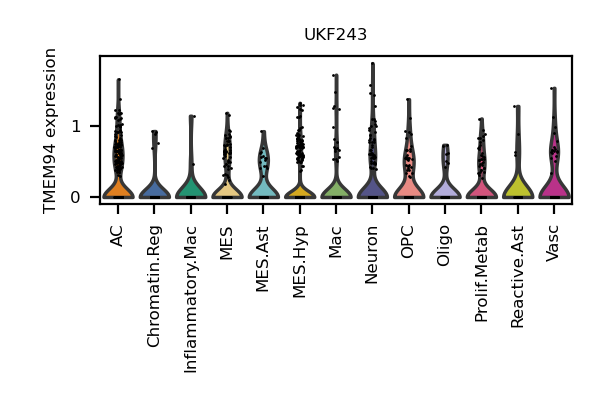 UKF243
TMEM94 expression
1
0
AC
Chromatin.Reg
Inflammatory.Mac
MES
MES.Ast
MES.Hyp
Mac
Neuron
OPC
Oligo
Prolif.Metab
Reactive.Ast
Vasc